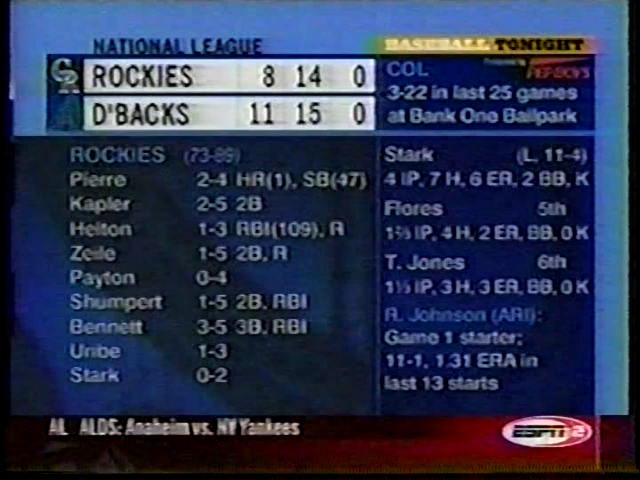 NATIONAL LEAGUE
BASEBALL TONIGHT
CR
ROCKIES 8 14 0
D'BACKS 11 15 0
COL
3-22 in last 25 games
at Bank One Ballpark
ROCKIES (73-89)
Pierre 2-4 HR(1), SB(47)
Kapler 2-5 2B
Helton 1-3 RBI(109), R
Zeile 1-5 2B, R
Payton 0-4
Shumpert 1-5 2B, RBI
Bennett 3-5 3B, RBI
Uribe 1-3
Stark 0-2
Stark (L, 11-4)
4 IP, 7 H, 6 ER, 2 BB, K
Flores 5th
1⅔ IP, 4 H, 2 ER, BB, 0 K
T. Jones 6th
1⅓ IP, 3 H, 3 ER, BB, 0 K
R. Johnson (ARI):
Game 1 starter;
11-1, 1.31 ERA in
last 13 starts
AL ALDS: Anaheim vs. NY Yankees
ESPN 2